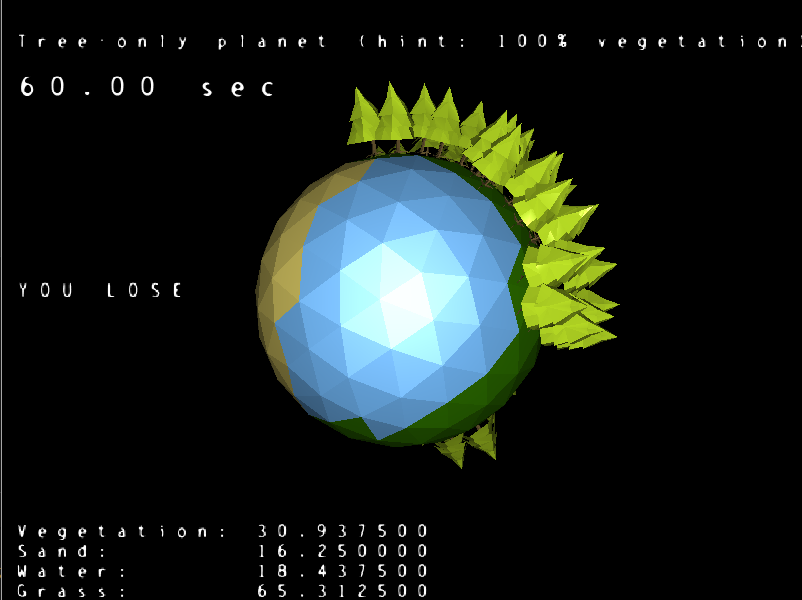 Tree-only planet (hint: 100% vegetation)
60.00 sec
YOU LOSE
Vegetation: 30.937500
Sand: 16.250000
Water: 18.437500
Grass: 65.312500